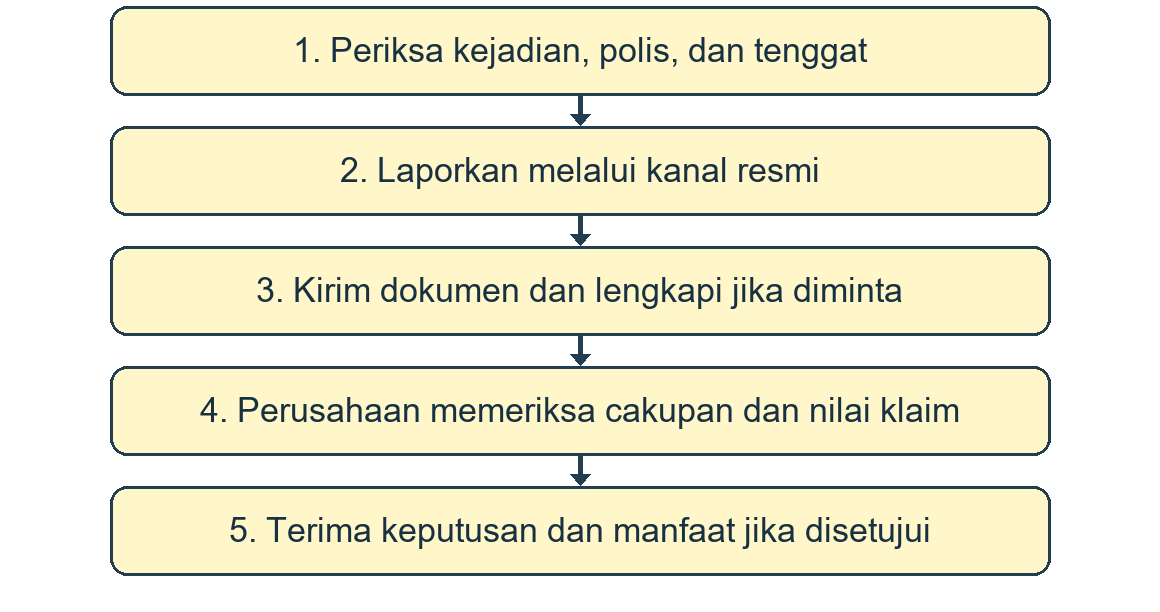 1. Periksa kejadian, polis, dan tenggat
2. Laporkan melalui kanal resmi
3. Kirim dokumen dan lengkapi jika diminta
4. Perusahaan memeriksa cakupan dan nilai klaim
5. Terima keputusan dan manfaat jika disetujui